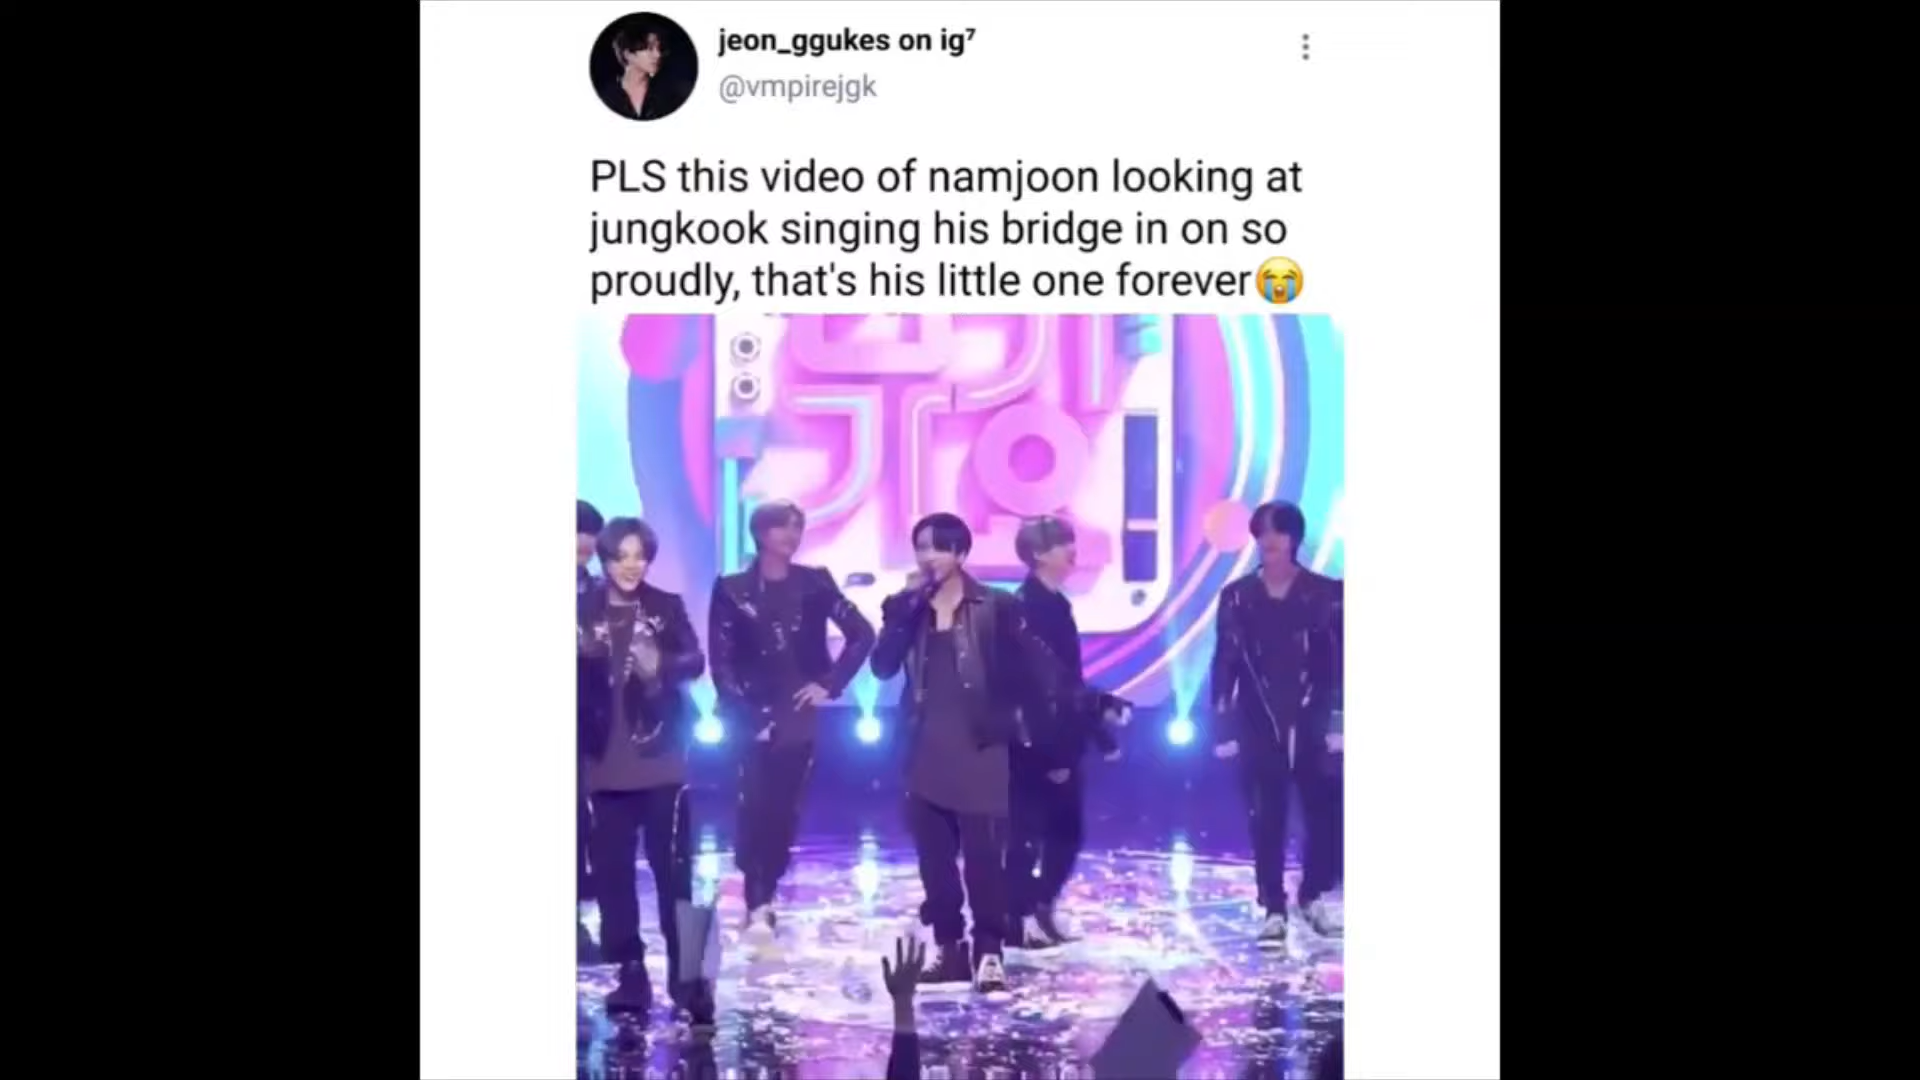 jeon_ggukes on ig⁷
@vmpirejgk
PLS this video of namjoon looking at
jungkook singing his bridge in on so
proudly, that's his little one forever😭